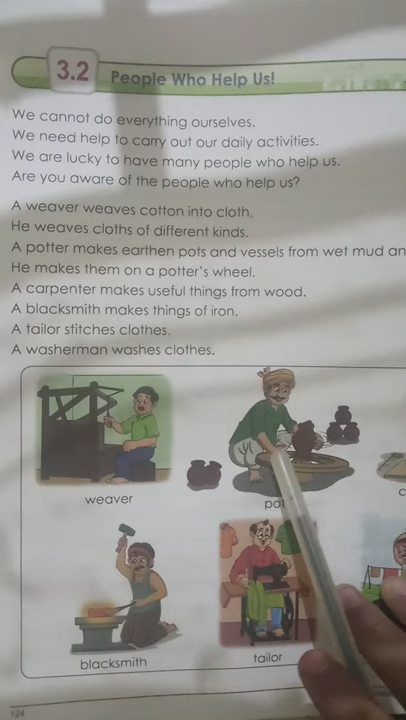 3.2 People Who Help Us!
We cannot do everything ourselves.
We need help to carry out our daily activities.
We are lucky to have many people who help us.
Are you aware of the people who help us?
A weaver weaves cotton into cloth.
He weaves cloths of different kinds.
A potter makes earthen pots and vessels from wet mud an
He makes them on a potter's wheel.
A carpenter makes useful things from wood.
A blacksmith makes things of iron.
A tailor stitches clothes.
A washerman washes clothes.
weaver
blacksmith
tailor
124